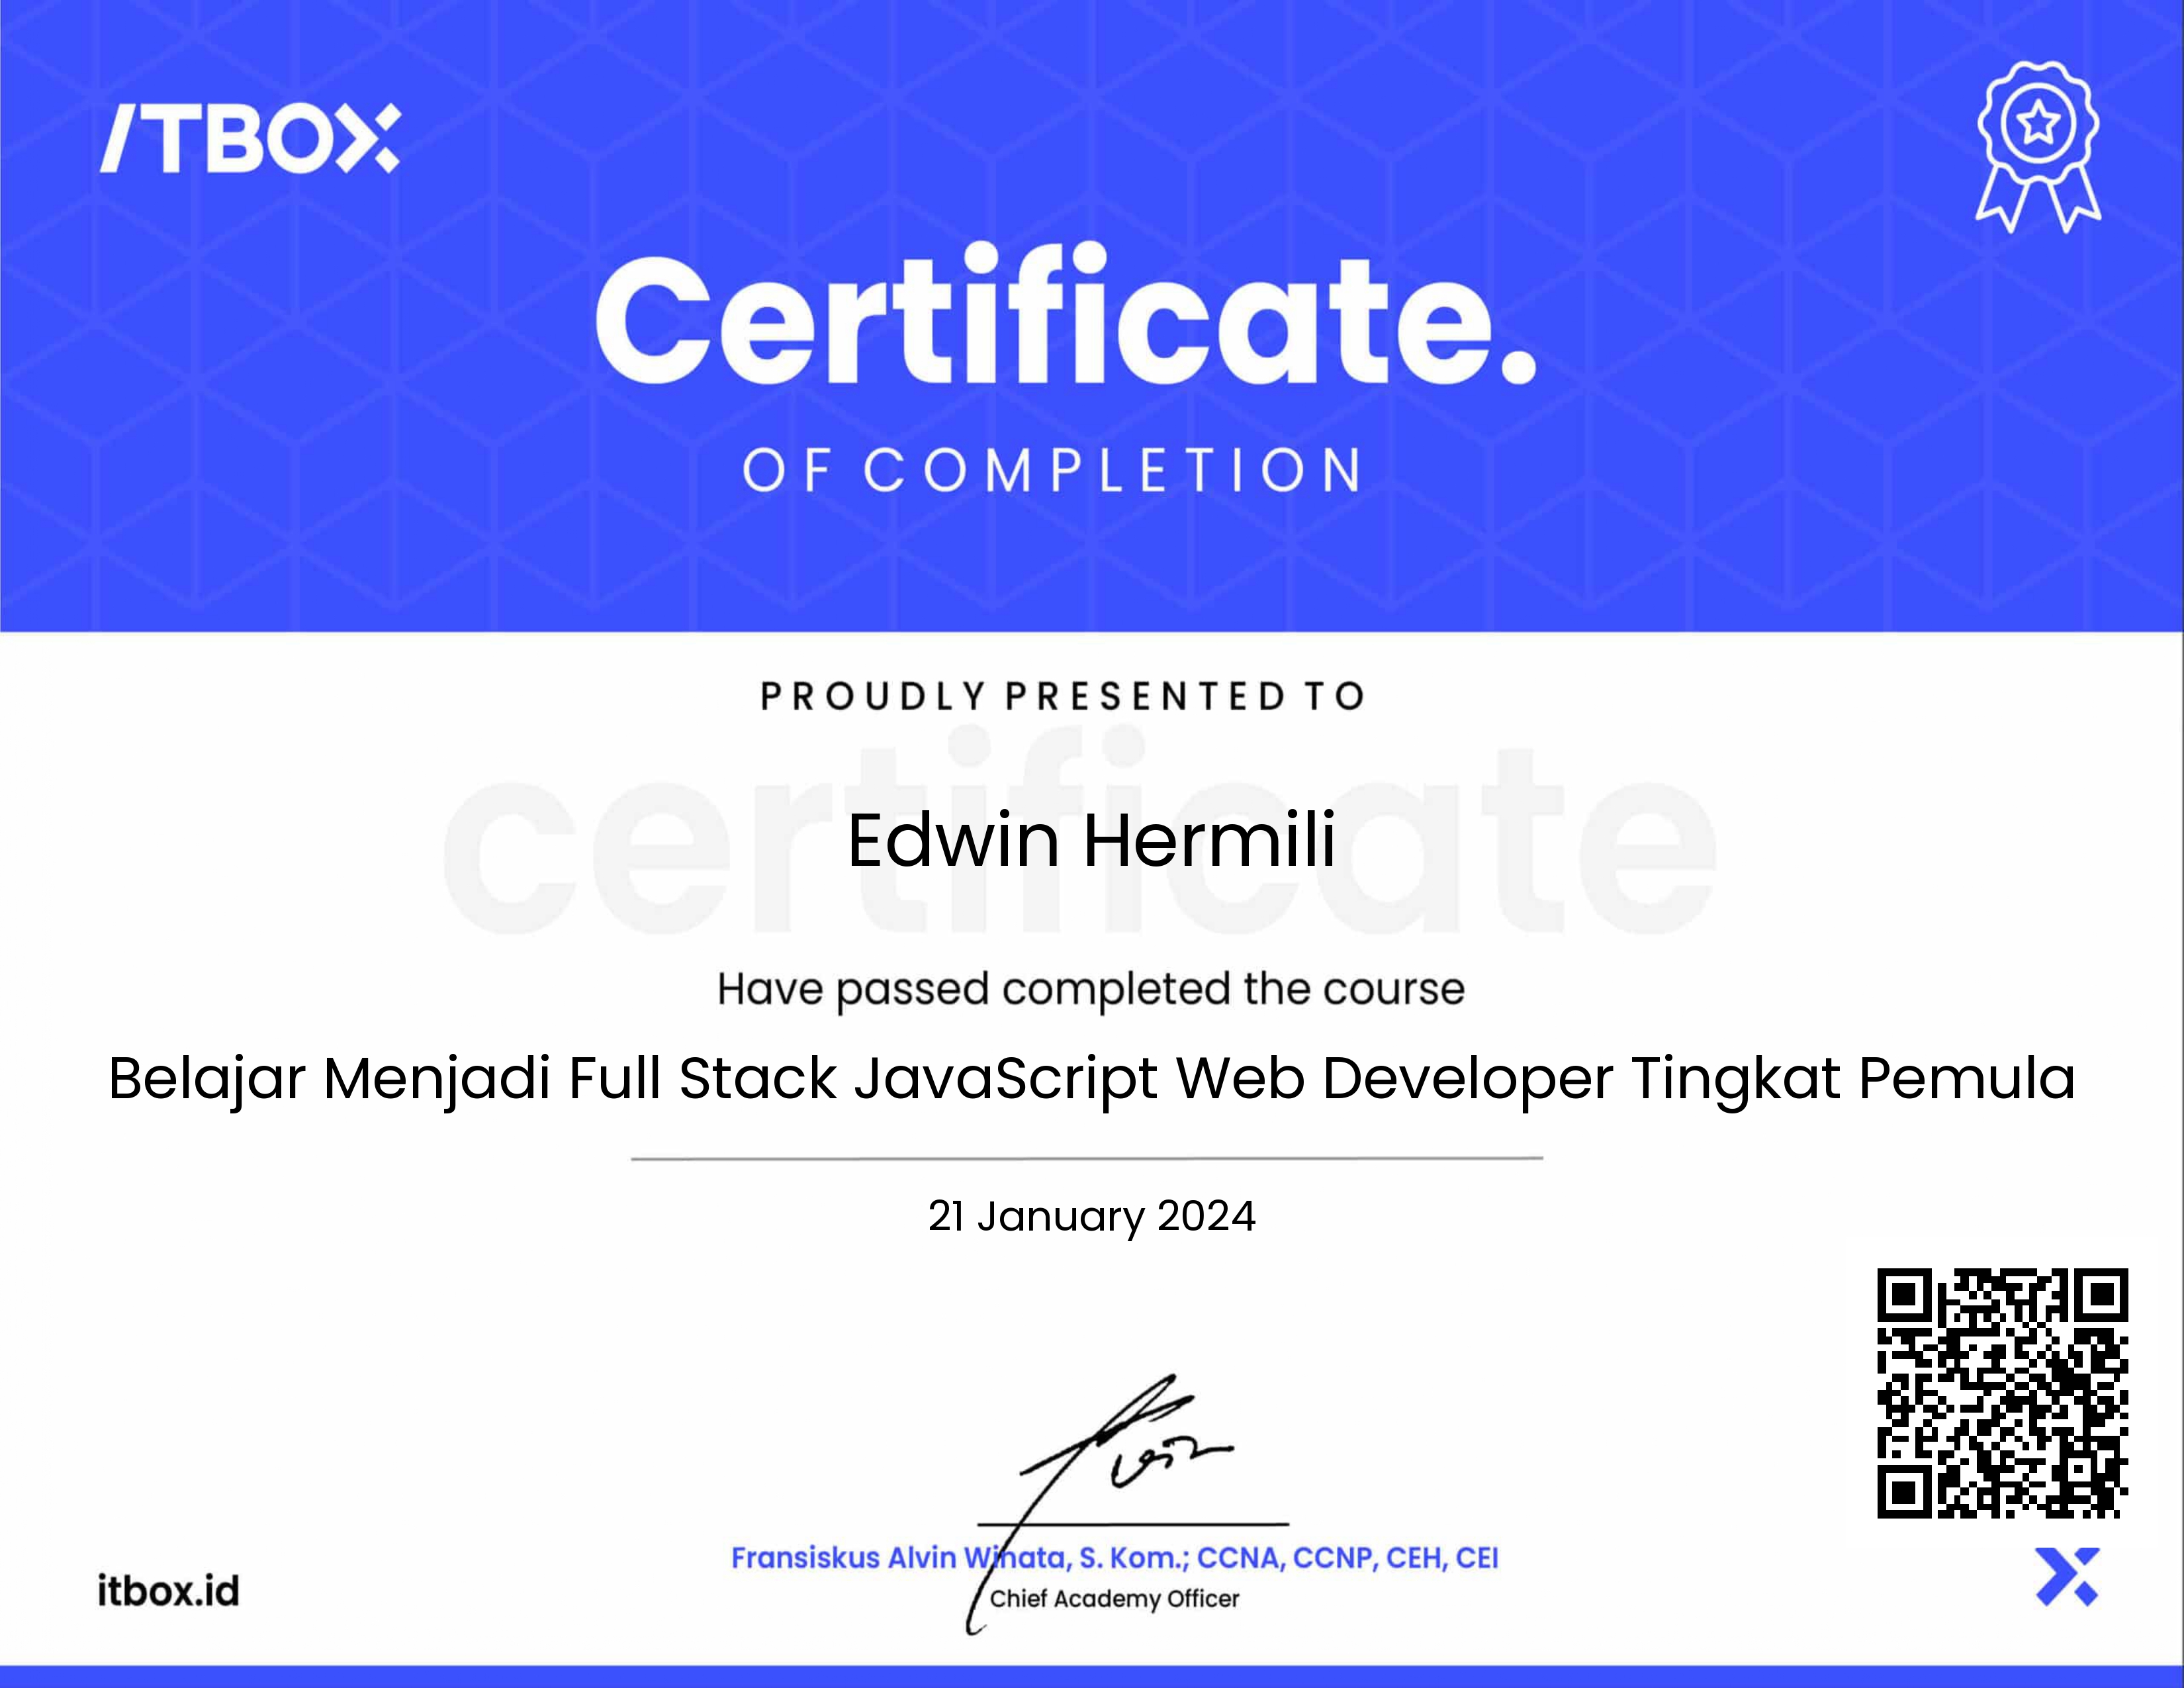 ITBOX
Certificate.
OF COMPLETION
PROUDLY PRESENTED TO
certificate
Edwin Hermili
Have passed completed the course
Belajar Menjadi Full Stack JavaScript Web Developer Tingkat Pemula
21 January 2024
Fransiskus Alvin Winata, S. Kom.; CCNA, CCNP, CEH, CEI
Chief Academy Officer
itbox.id